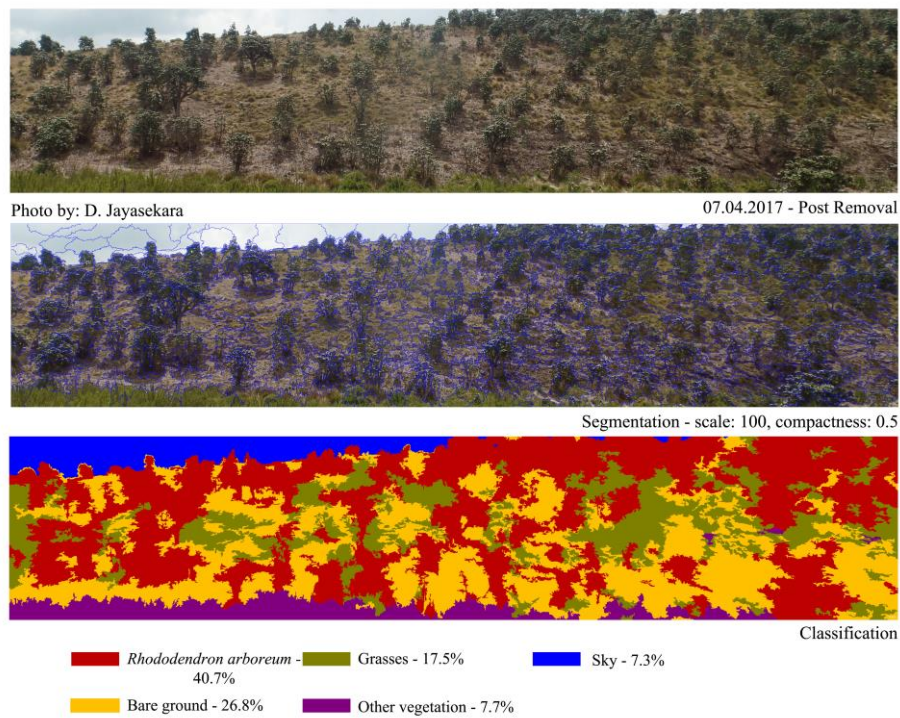 Photo by: D. Jayasekara
07.04.2017 - Post Removal
Segmentation - scale: 100, compactness: 0.5
Classification
Rhododendron arboreum -
40.7%
Grasses - 17.5%
Sky - 7.3%
Bare ground - 26.8%
Other vegetation - 7.7%